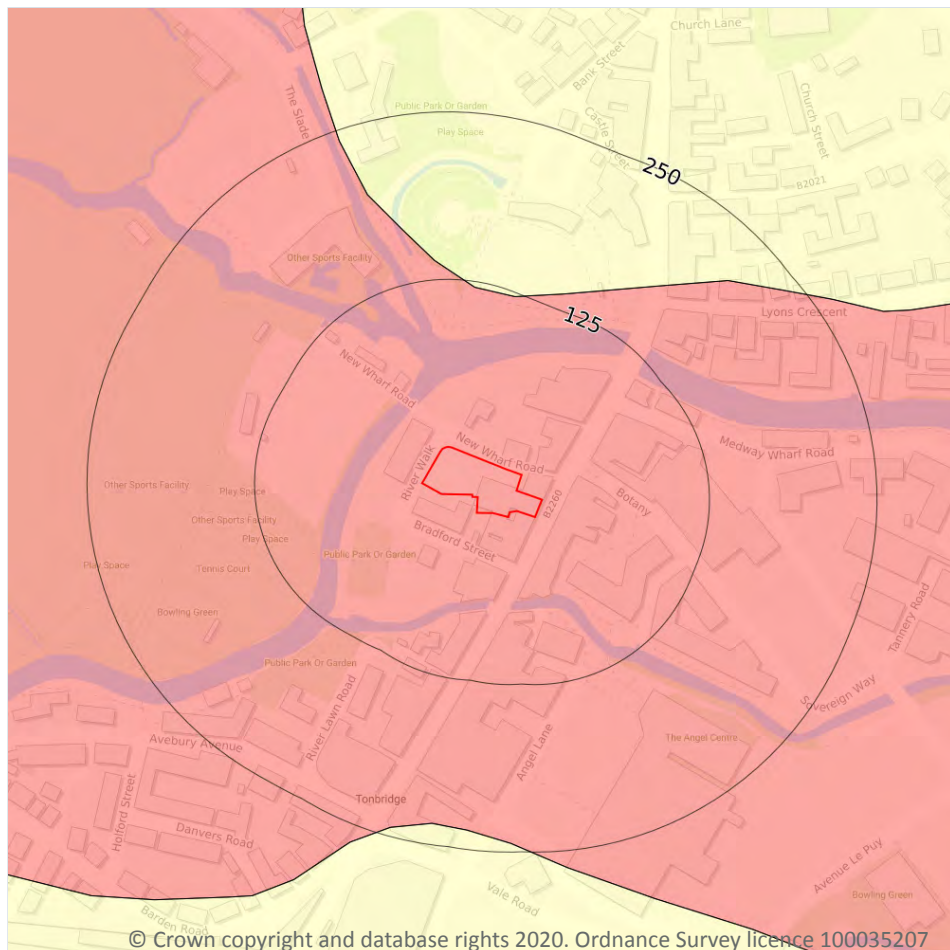 Church Lane
Bank Street
Castle Street
Church Street
B2021
The Slade
Public Park Or Garden
Play Space
250
Other Sports Facility
125
Lyons Crescent
New Wharf Road
Medway Wharf Road
New Wharf Road
River Walk
B2260
Botany
Other Sports Facility
Play Space
Other Sports Facility
Play Space
Bradford Street
Public Park Or Garden
Play Space
Tennis Court
Bowling Green
Tannery Road
Public Park Or Garden
River Lawn Road
Sovereign Way
Avebury Avenue
Angel Lane
The Angel Centre
Holford Street
Tonbridge
Danvers Road
Avenue Le Puy
Vale Road
Bowling Green
Barden Road
© Crown copyright and database rights 2020. Ordnance Survey licence 100035207